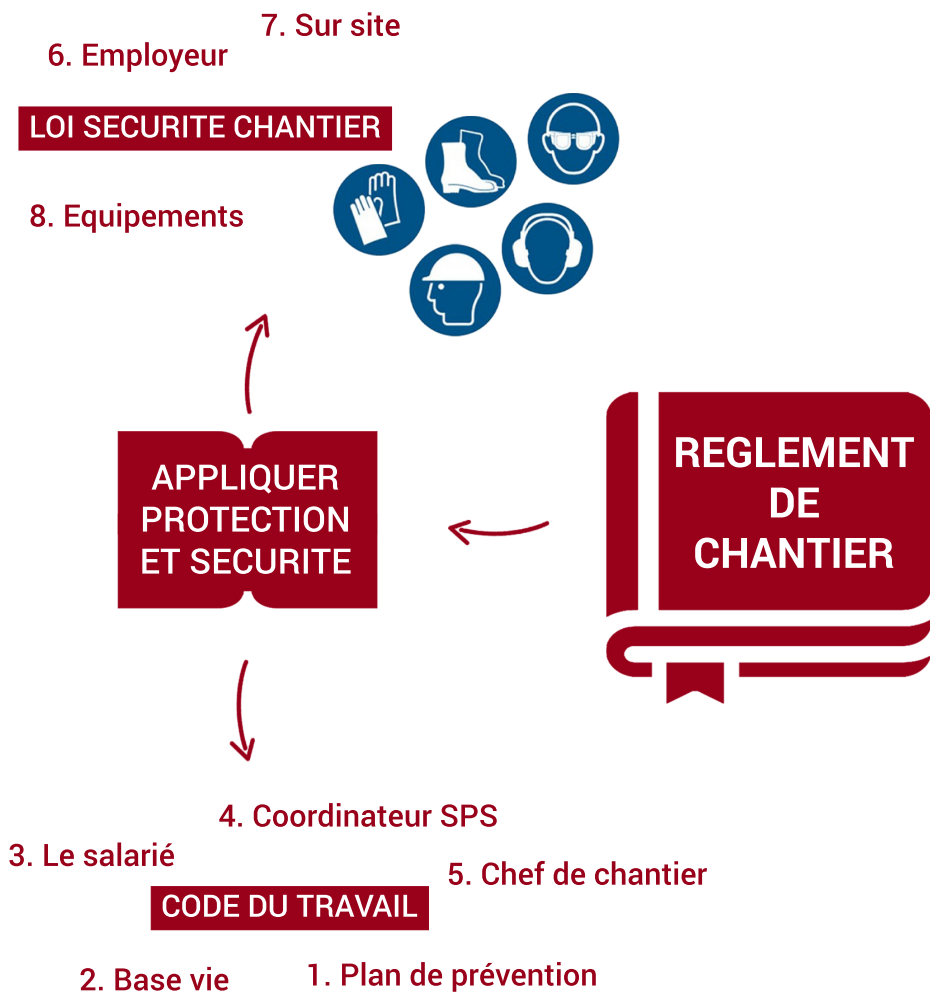 7. Sur site
6. Employeur
LOI SECURITE CHANTIER
8. Equipements
APPLIQUER
PROTECTION
ET SECURITE
REGLEMENT
DE
CHANTIER
4. Coordinateur SPS
3. Le salarié
5. Chef de chantier
CODE DU TRAVAIL
2. Base vie
1. Plan de prévention